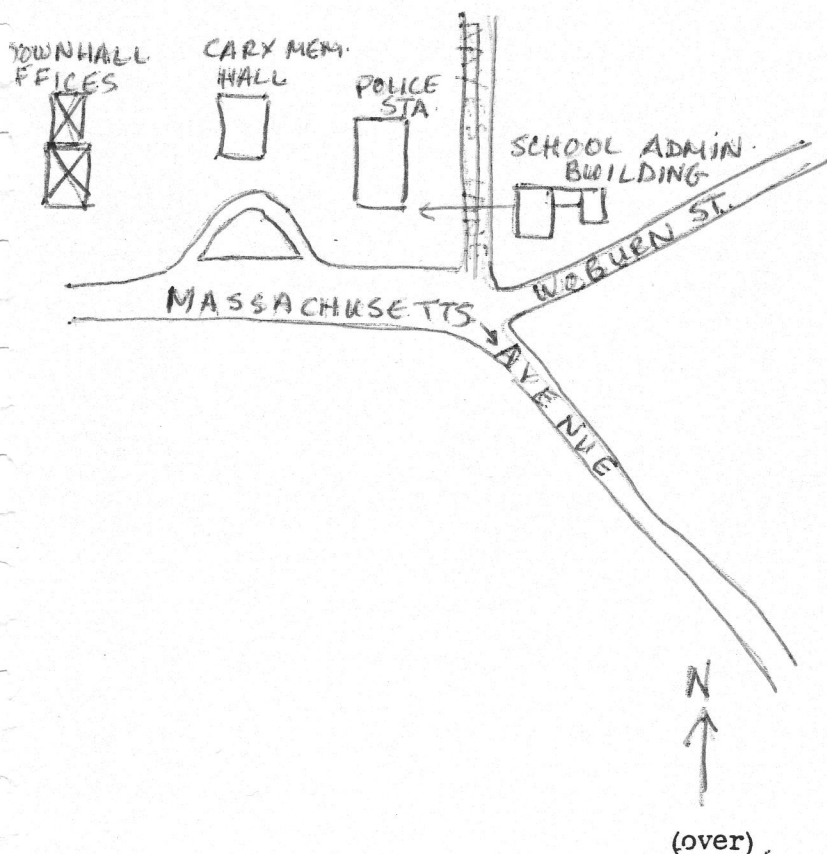 TOWNHALL
FFICES
CARY MEM.
HALL
POLICE
STA.
SCHOOL ADMIN.
BUILDING
WOBURN ST.
MASSACHUSETTS
AVENUE
N
(over)